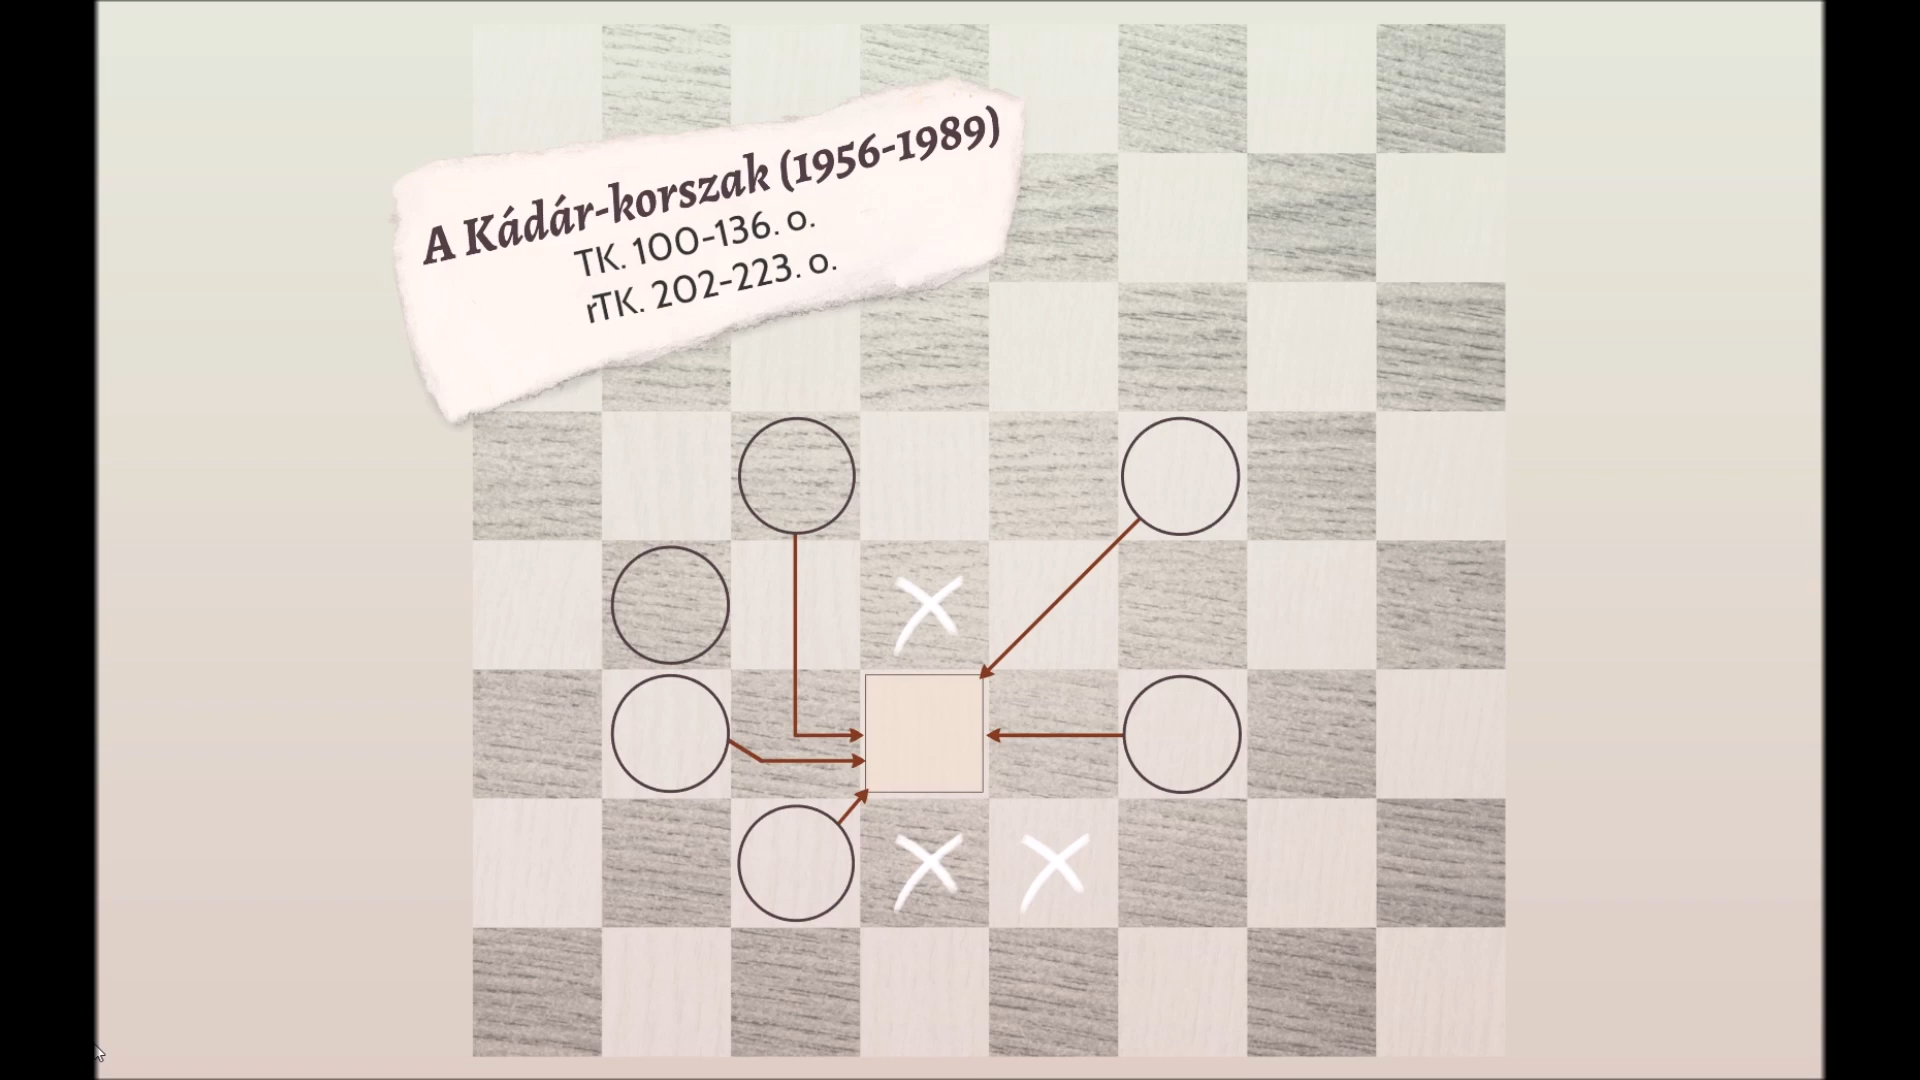 A Kádár-korszak (1956-1989)
TK. 100-136. o.
rTK. 202-223. o.